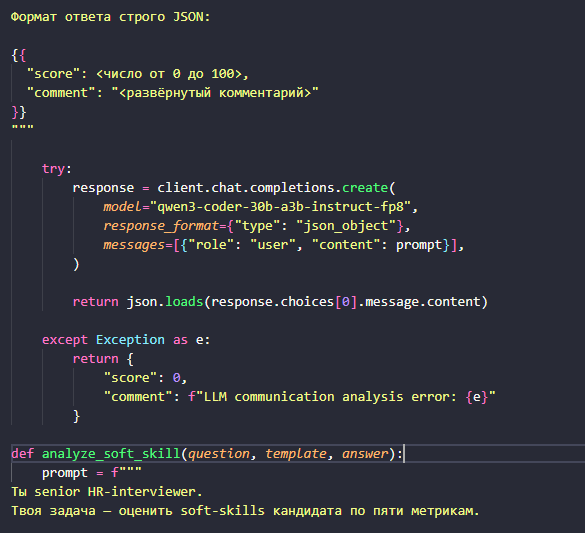 Формат ответа строго JSON:
{{
"score": <число от 0 до 100>,
"comment": "<развёрнутый комментарий>"
}}
"""
try:
response = client.chat.completions.create(
model="qwen3-coder-30b-a3b-instruct-fp8",
response_format={"type": "json_object"},
messages=[{"role": "user", "content": prompt}],
)
return json.loads(response.choices[0].message.content)
except Exception as e:
return {
"score": 0,
"comment": f"LLM communication analysis error: {e}"
}
def analyze_soft_skill(question, template, answer):
prompt = f"""
Ты senior HR-interviewer.
Твоя задача — оценить soft-skills кандидата по пяти метрикам.